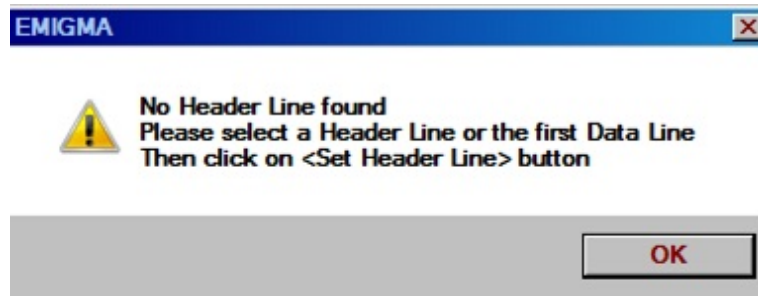 EMIGMA
No Header Line found
Please select a Header Line or the first Data Line
Then click on <Set Header Line> button
OK